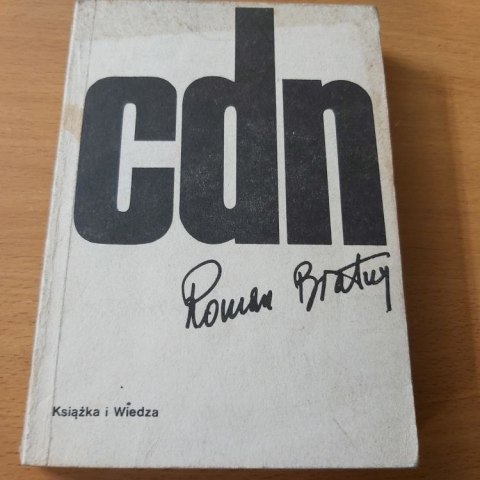 cdn
Roman Bratny
Książka i Wiedza